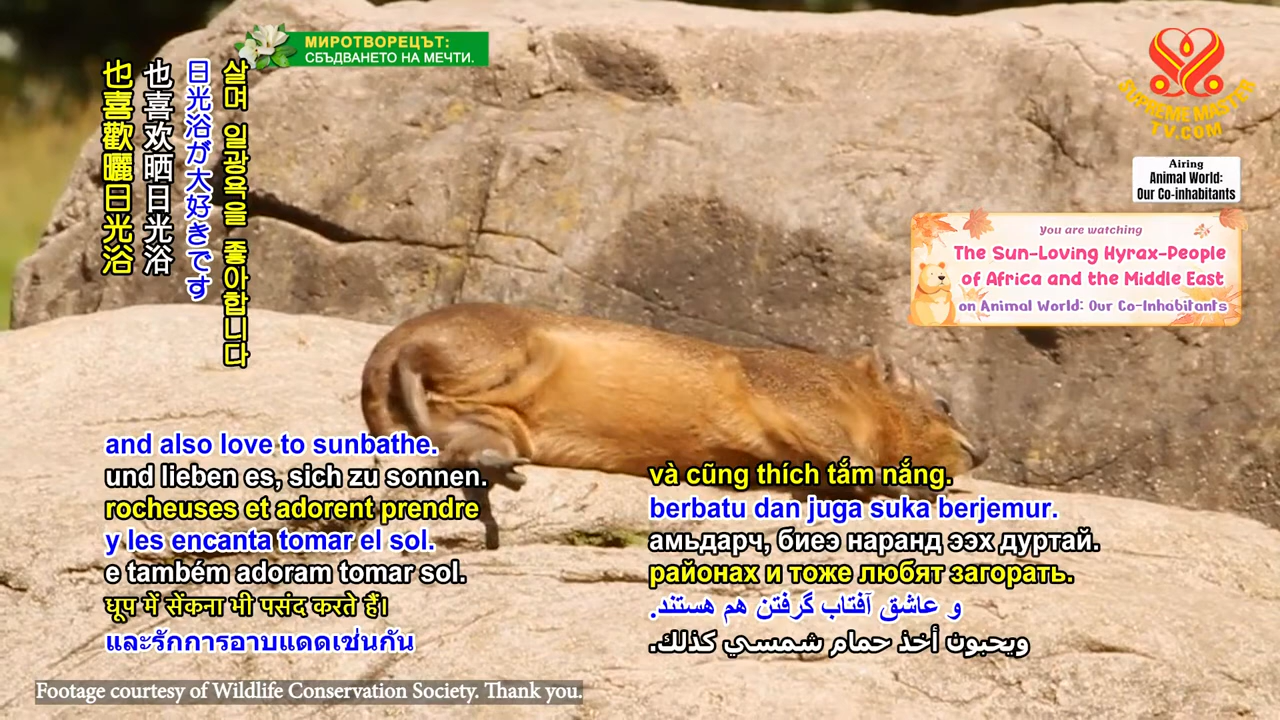 МИРОТВОРЕЦЪТ:
СБЪДВАНЕТО НА МЕЧТИ.
살며 일광욕을 좋아합니다
日光浴が大好きです
也喜欢晒日光浴
也喜歡曬日光浴
SUPREME MASTER
TV.COM
Airing
Animal World:
Our Co-inhabitants
You are watching
The Sun-Loving Hyrax-People
of Africa and the Middle East
on Animal World: Our Co-Inhabitants
and also love to sunbathe.
und lieben es, sich zu sonnen.
rocheuses et adorent prendre
y les encanta tomar el sol.
e também adoram tomar sol.
धूप में सेंकना भी पसंद करते हैं।
และรักการอาบแดดเช่นกัน
và cũng thích tắm nắng.
berbatu dan juga suka berjemur.
амьдарч, биеэ наранд ээх дуртай.
районах и тоже любят загорать.
و عاشق آفتاب گرفتن هم هستند.
ويحبون أخذ حمام شمسي كذلك.
Footage courtesy of Wildlife Conservation Society. Thank you.